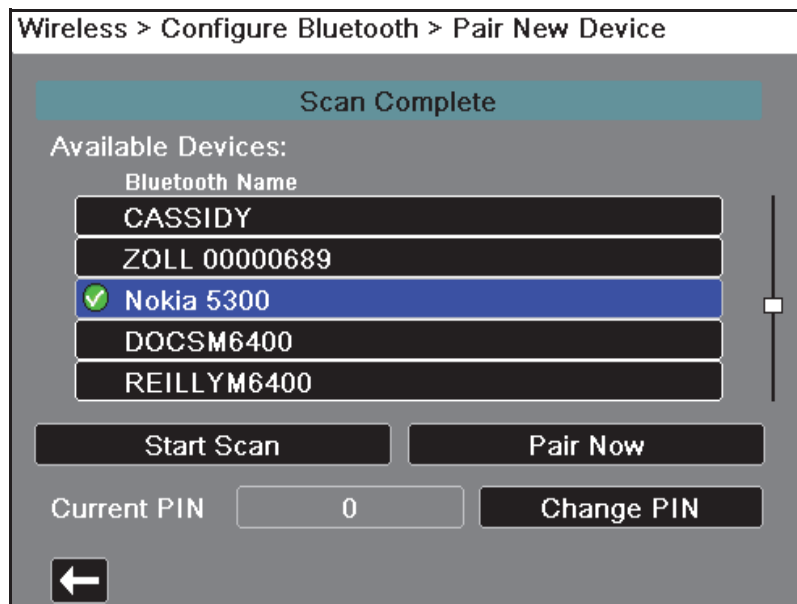 Wireless > Configure Bluetooth > Pair New Device
Scan Complete
Available Devices:
Bluetooth Name
CASSIDY
ZOLL 00000689
Nokia 5300
DOCSM6400
REILLYM6400
Start Scan
Pair Now
Current PIN
0
Change PIN